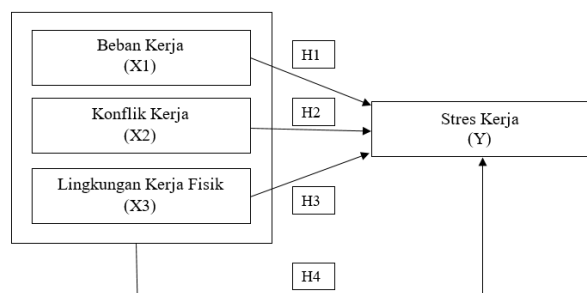 Beban Kerja
(X1)
H1
Konflik Kerja
(X2)
H2
Stres Kerja
(Y)
Lingkungan Kerja Fisik
(X3)
H3
H4